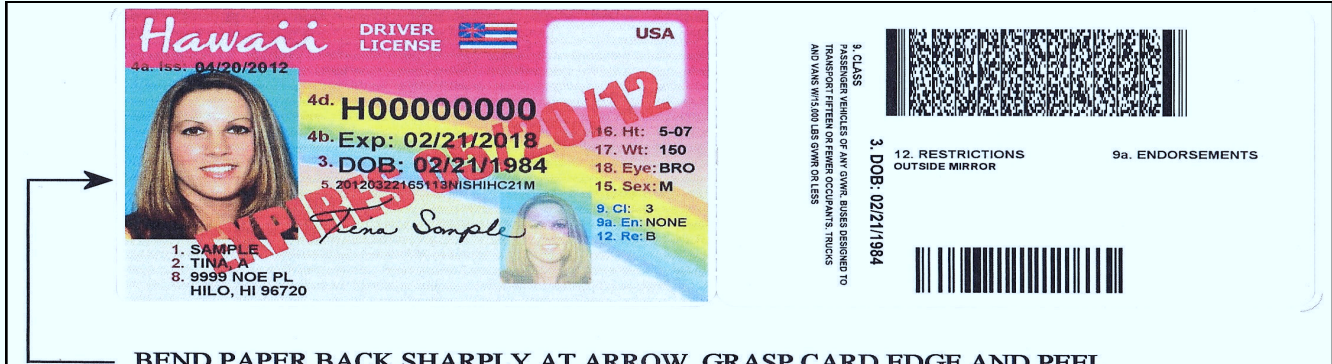 Hawaii
DRIVER
LICENSE
USA
4a. Iss: 04/20/2012
4d. H00000000
4b. Exp: 02/21/2018
3. DOB: 02/21/1984
5. 20120322165113NISHIHC21M
EXPIRES 05/20/12
16. Ht: 5-07
17. Wt: 150
18. Eye: BRO
15. Sex: M
9. Cl: 3
9a. En: NONE
12. Re: B
Tina Sample
1. SAMPLE
2. TINA, A
8. 9999 NOE PL
HILO, HI 96720
9. CLASS
PASSENGER VEHICLES OF ANY GVWR, BUSES DESIGNED TO
TRANSPORT FIFTEEN OR FEWER OCCUPANTS, TRUCKS
AND VANS W/15,000 LBS GVWR OR LESS
3. DOB: 02/21/1984
12. RESTRICTIONS
OUTSIDE MIRROR
9a. ENDORSEMENTS
BEND PAPER BACK SHARPLY AT ARROW, GRASP CARD EDGE AND PEEL